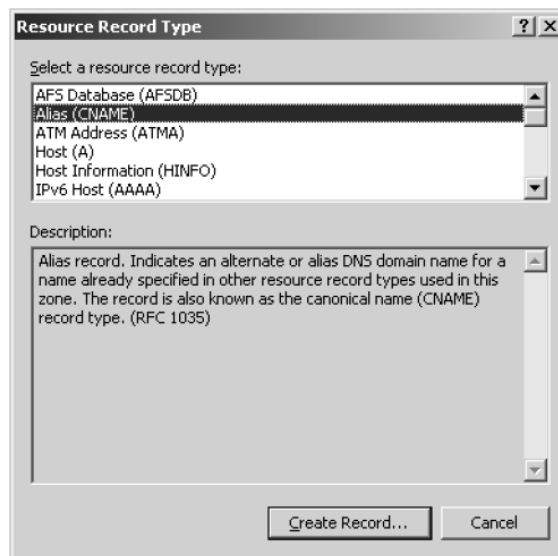 Resource Record Type
Select a resource record type:
AFS Database (AFSDB)
Alias (CNAME)
ATM Address (ATMA)
Host (A)
Host Information (HINFO)
IPv6 Host (AAAA)
Description:
Alias record. Indicates an alternate or alias DNS domain name for a
name already specified in other resource record types used in this
zone. The record is also known as the canonical name (CNAME)
record type. (RFC 1035)
Create Record... Cancel